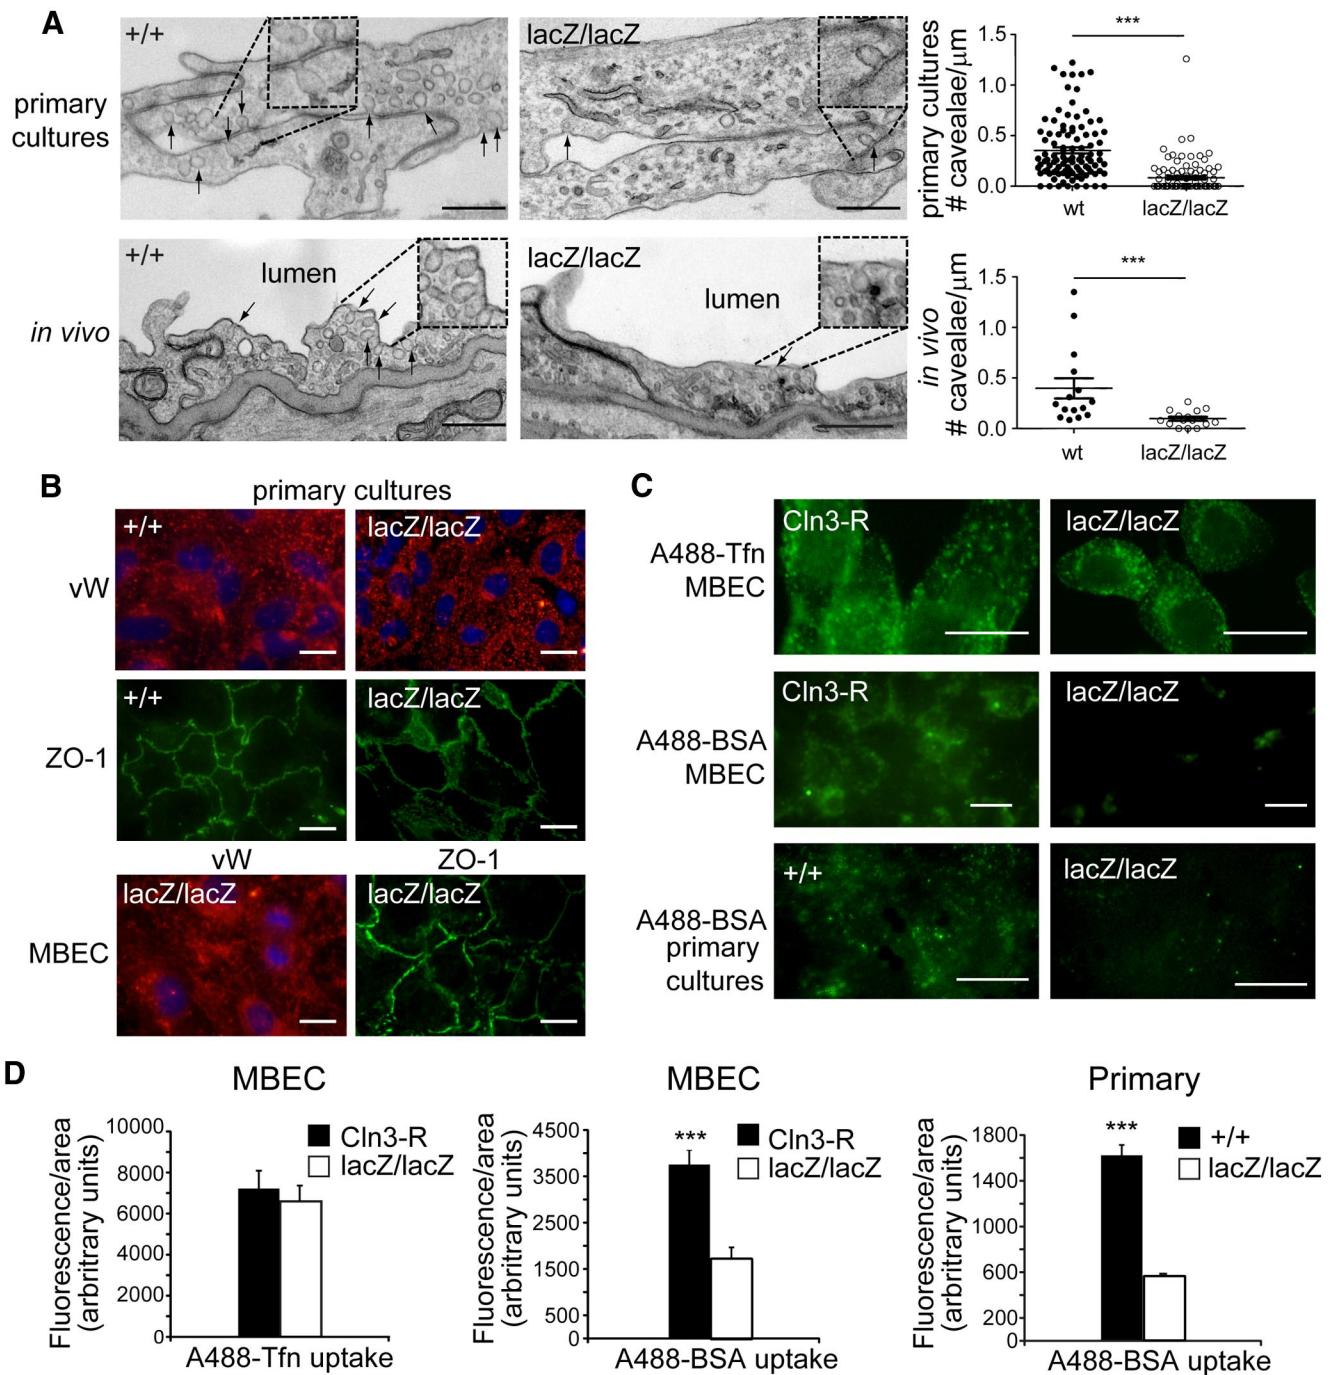 A
+/+
lacZ/lacZ
primary
cultures
primary cultures
# cavealae/μm
1.5
1.0
0.5
0.0
***
wt
lacZ/lacZ
+/+
lumen
lacZ/lacZ
lumen
in vivo
in vivo
# cavealae/μm
1.5
1.0
0.5
0.0
***
wt
lacZ/lacZ
B
primary cultures
+/+
lacZ/lacZ
vW
+/+
lacZ/lacZ
ZO-1
vW
ZO-1
lacZ/lacZ
lacZ/lacZ
MBEC
C
Cln3-R
lacZ/lacZ
A488-Tfn
MBEC
Cln3-R
lacZ/lacZ
A488-BSA
MBEC
+/+
lacZ/lacZ
A488-BSA
primary
cultures
D
MBEC
Fluorescence/area
(arbritrary units)
10000
8000
6000
4000
2000
0
Cln3-R
lacZ/lacZ
A488-Tfn uptake
MBEC
Fluorescence/area
(arbritrary units)
4500
3500
2500
1500
500
0
***
Cln3-R
lacZ/lacZ
A488-BSA uptake
Primary
Fluorescence/area
(arbitrary units)
1800
1400
1000
600
200
0
***
+/+
lacZ/lacZ
A488-BSA uptake